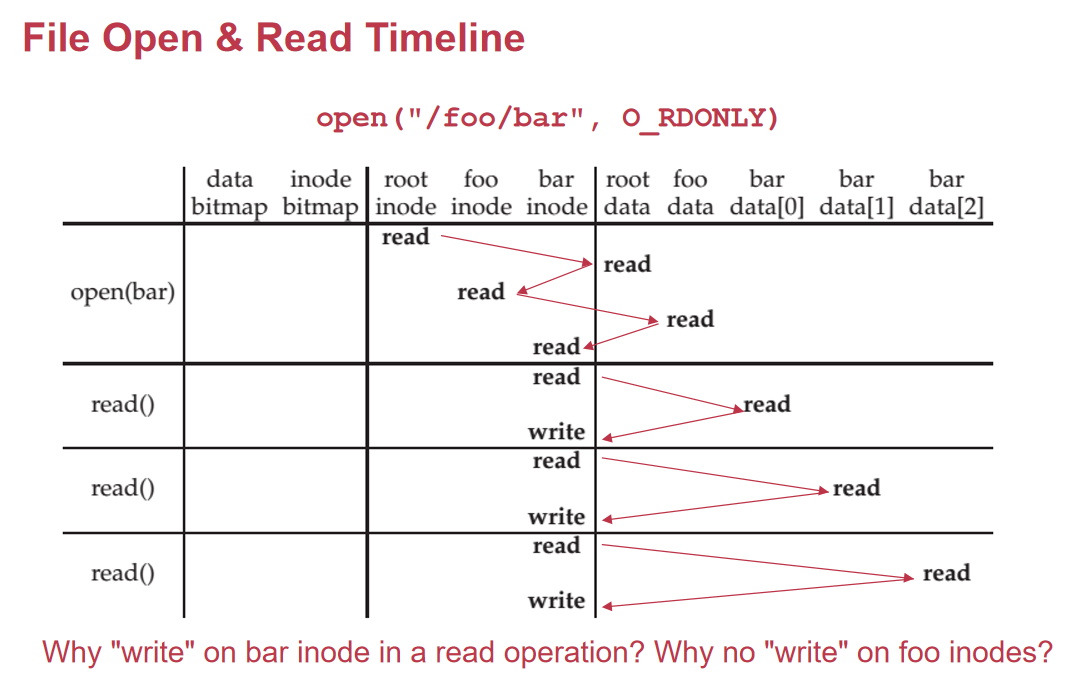 File Open & Read Timeline
open("/foo/bar", O_RDONLY)
data inode root foo bar root foo bar bar bar
bitmap bitmap inode inode inode data data data[0] data[1] data[2]
read
read
open(bar) read
read
read
read
read() read
write
read
read() read
write
read
read() read
write
Why "write" on bar inode in a read operation? Why no "write" on foo inodes?